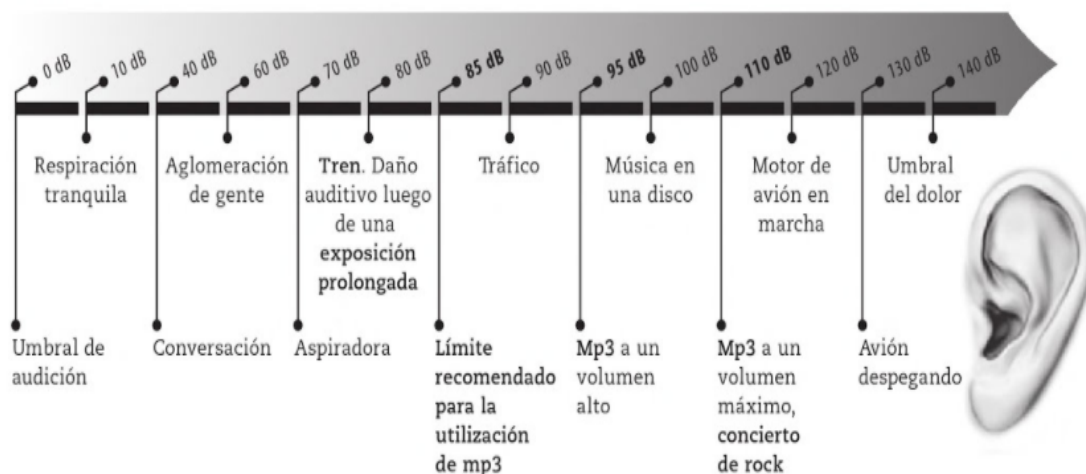 0 dB
10 dB
40 dB
60 dB
70 dB
80 dB
85 dB
90 dB
95 dB
100 dB
110 dB
120 dB
130 dB
140 dB
Respiración
tranquila
Aglomeración
de gente
Tren. Daño
auditivo luego
de una
exposición
prolongada
Tráfico
Música en
una disco
Motor de
avión en
marcha
Umbral
del dolor
Umbral de
audición
Conversación
Aspiradora
Límite
recomendado
para la
utilización
de mp3
Mp3 a un
volumen
alto
Mp3 a un
volumen
máximo,
concierto
de rock
Avión
despegando